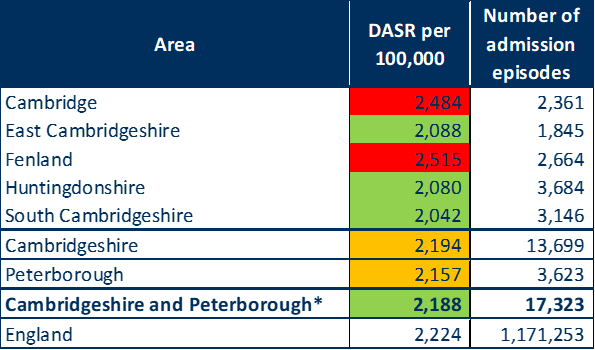 Area DASR per 100,000 Number of admission episodes
Cambridge 2,484 2,361
East Cambridgeshire 2,088 1,845
Fenland 2,515 2,664
Huntingdonshire 2,080 3,684
South Cambridgeshire 2,042 3,146
Cambridgeshire 2,194 13,699
Peterborough 2,157 3,623
Cambridgeshire and Peterborough* 2,188 17,323
England 2,224 1,171,253